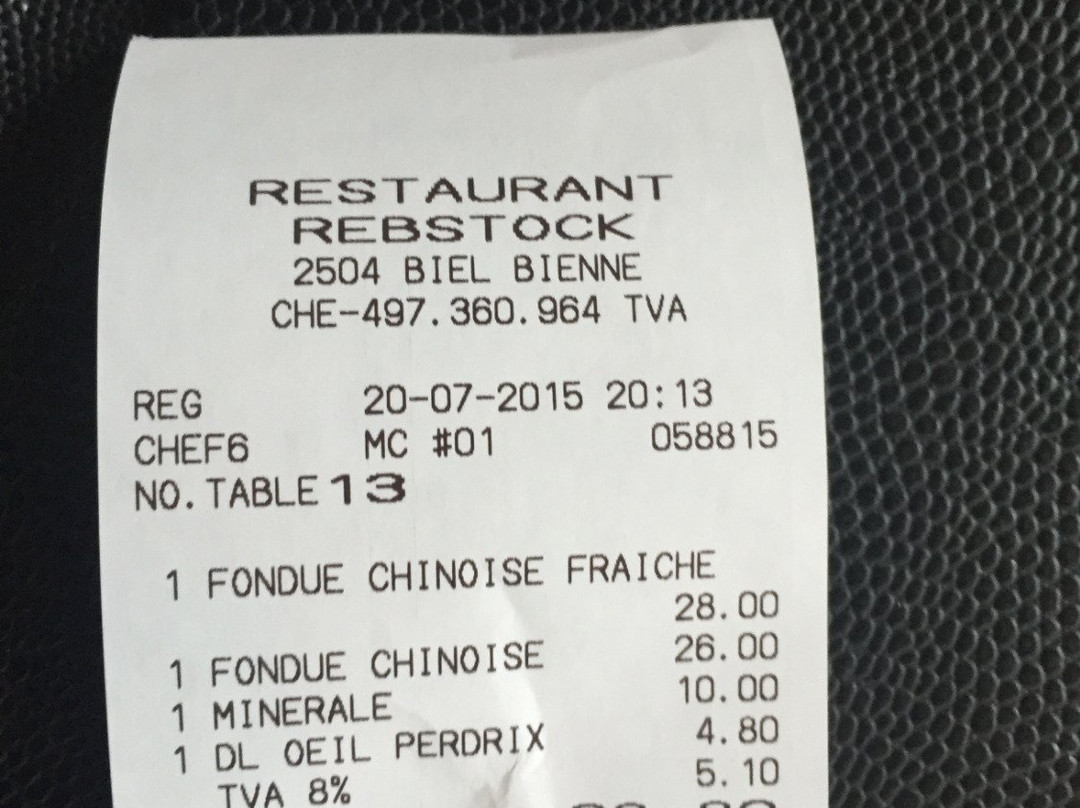 RESTAURANT
REBSTOCK
2504 BIEL BIENNE
CHE-497.360.964 TVA
REG 20-07-2015 20:13
CHEF6 MC #01 058815
NO.TABLE 13
1 FONDUE CHINOISE FRAICHE
28.00
1 FONDUE CHINOISE 26.00
1 MINERALE 10.00
1 DL OEIL PERDRIX 4.80
TVA 8% 5.10